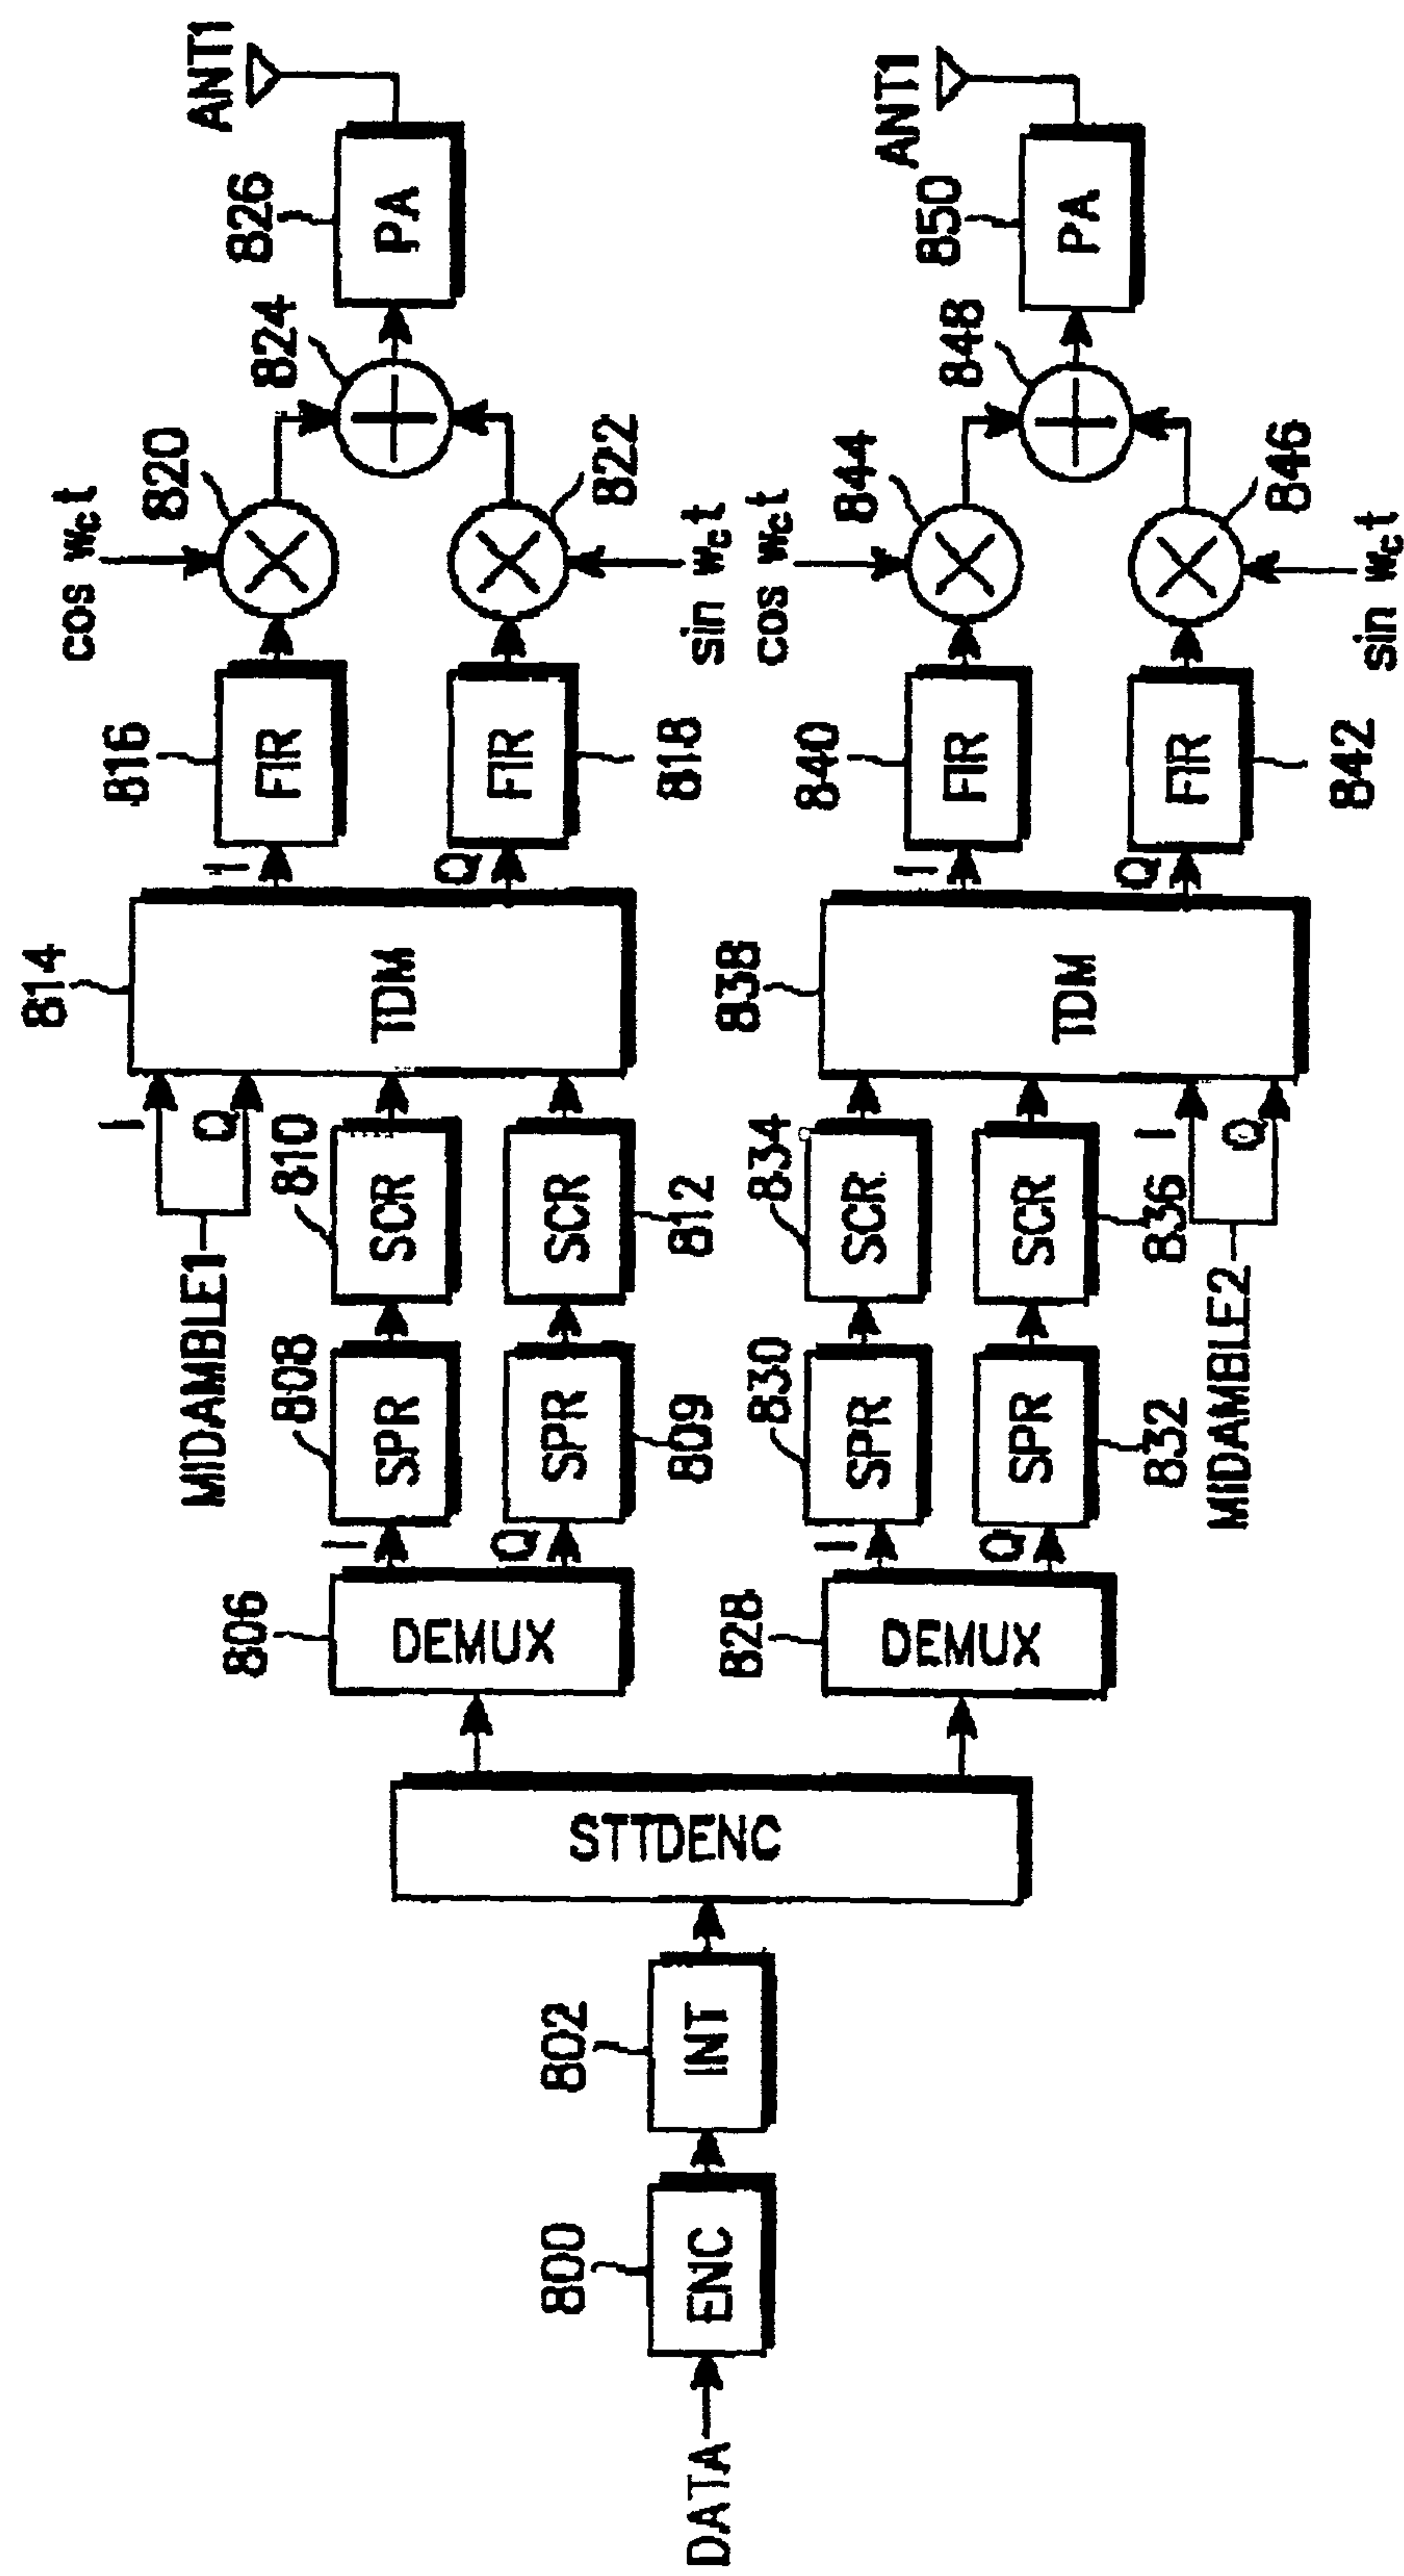 DATA
800
ENC
802
INT
STTDENC
806
DEMUX
I
Q
808
SPR
809
SPR
810
SCR
812
SCR
MIDAMBLE1
I
Q
814
TDM
I
Q
816
FIR
818
FIR
cos wct
820
822
sin wct
824
826
PA
ANT1
828
DEMUX
I
Q
830
SPR
832
SPR
834
SCR
836
SCR
MIDAMBLE2
I
Q
838
TDM
I
Q
840
FIR
842
FIR
cos wct
844
846
sin wct
848
850
PA
ANT1